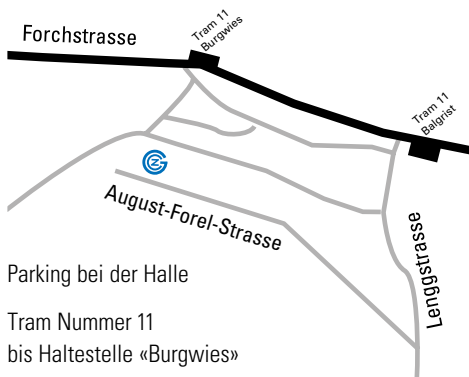 Forchstrasse
Tram 11
Burgwies
Tram 11
Balgrist
GCZ
August-Forel-Strasse
Lenggstrasse
Parking bei der Halle
Tram Nummer 11
bis Haltestelle «Burgwies»